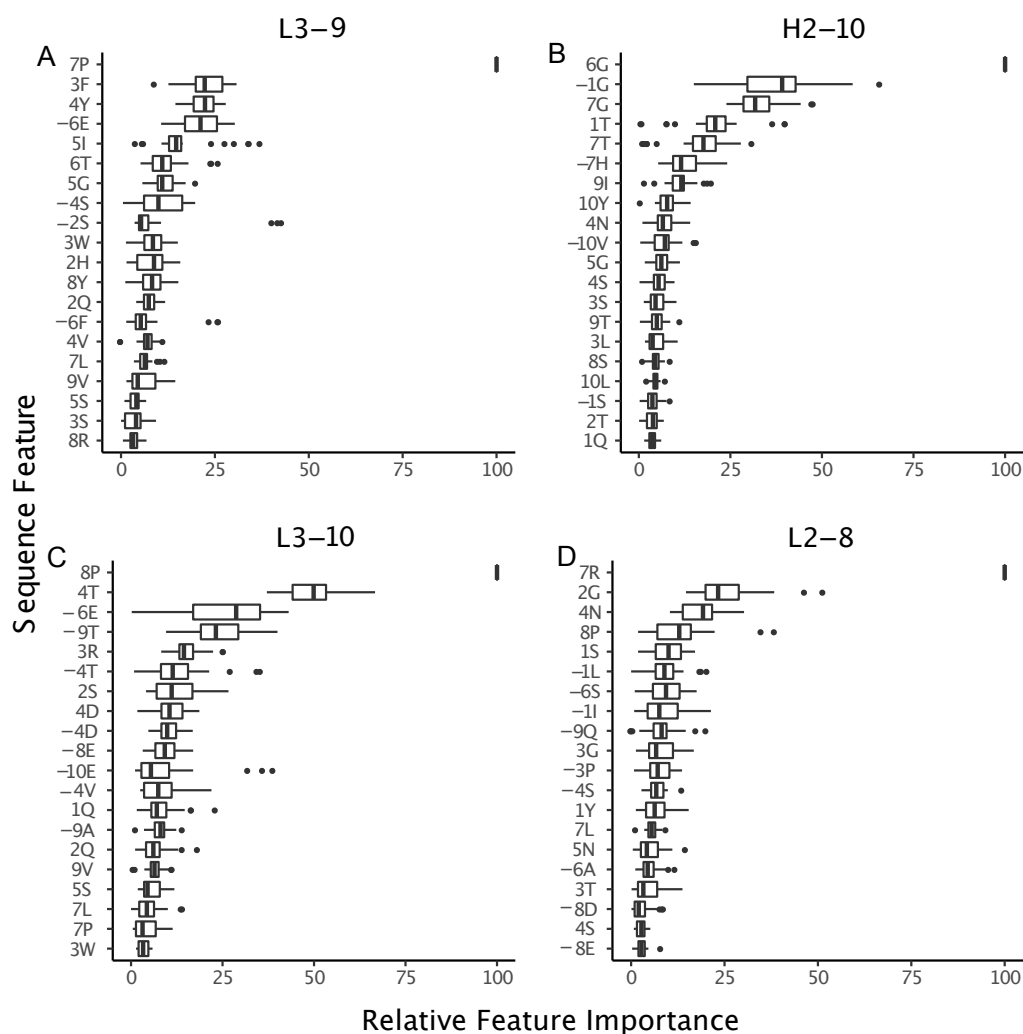 L3−9
A
7P
3F
4Y
−6E
5I
6T
5G
−4S
−2S
3W
2H
8Y
2Q
−6F
4V
7L
9V
5S
3S
8R
0 25 50 75 100
H2−10
B
6G
−1G
7G
1T
7T
−7H
9I
10Y
4N
−10V
5G
4S
3S
9T
3L
8S
10L
−1S
2T
1Q
0 25 50 75 100
Sequence Feature
L3−10
C
8P
4T
−6E
−9T
3R
−4T
2S
4D
−4D
−8E
−10E
−4V
1Q
−9A
2Q
9V
5S
7L
7P
3W
0 25 50 75 100
L2−8
D
7R
2G
4N
8P
1S
−1L
−6S
−1I
−9Q
3G
−3P
−4S
1Y
7L
5N
−6A
3T
−8D
4S
−8E
0 25 50 75 100
Relative Feature Importance